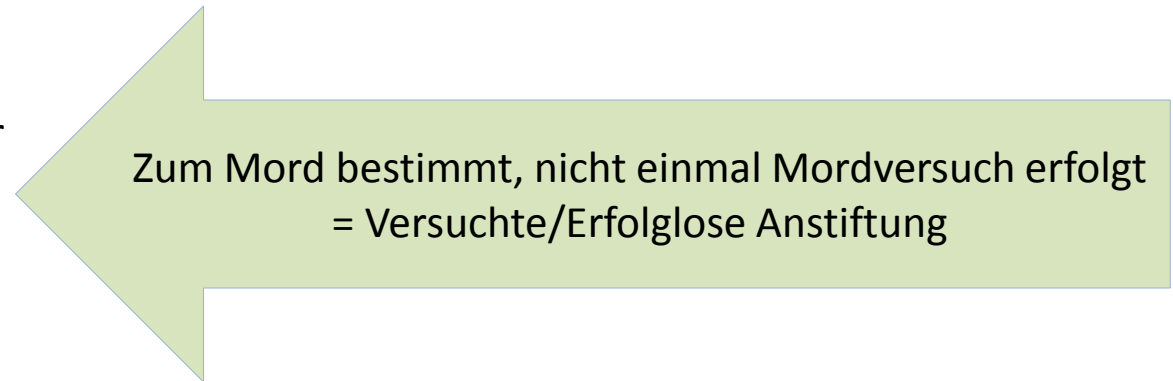 Zum Mord bestimmt, nicht einmal Mordversuch erfolgt
= Versuchte/Erfolglose Anstiftung